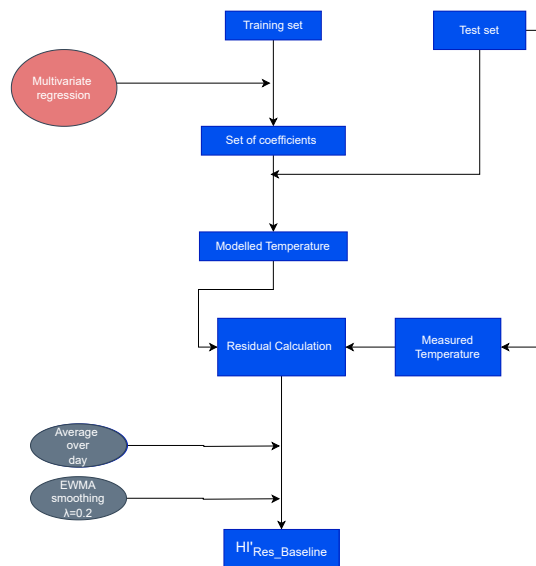 Training set
Test set
Multivariate
regression
Set of coefficients
Modelled Temperature
Residual Calculation
Measured
Temperature
Average
over
day
EWMA
smoothing
λ=0.2
HI'Res_Baseline